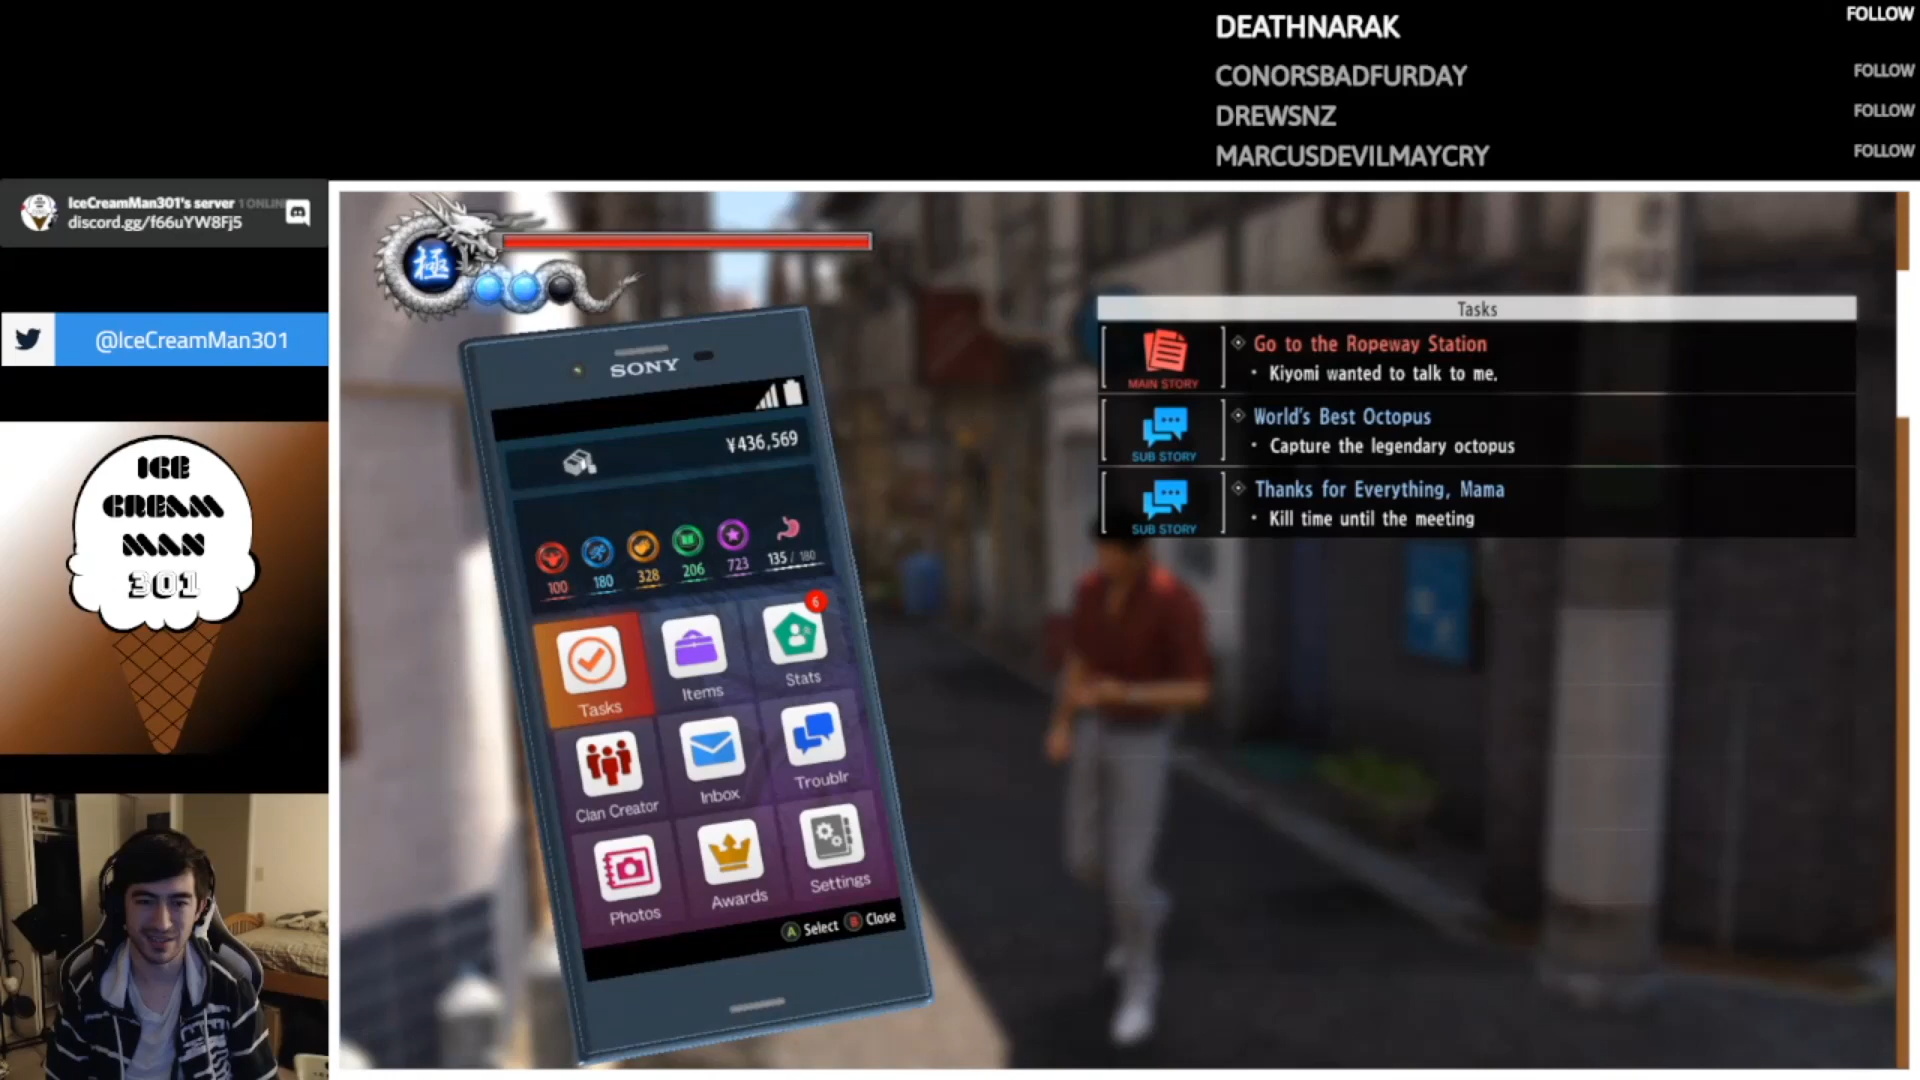 DEATHNARAK FOLLOW
CONORSBADFURDAY FOLLOW
DREWSNZ FOLLOW
MARCUSDEVILMAYCRY FOLLOW
IceCreamMan301's server 1 ONLINE
discord.gg/f66uYW8Fj5
@IceCreamMan301
ICE
CREAM
MAN
301
極
SONY
¥436,569
100 180 328 206 723 135 / 180
6
Tasks Items Stats
Clan Creator Inbox Troublr
Photos Awards Settings
A Select B Close
Tasks
Go to the Ropeway Station
MAIN STORY • Kiyomi wanted to talk to me.
World's Best Octopus
SUB STORY • Capture the legendary octopus
Thanks for Everything, Mama
SUB STORY • Kill time until the meeting